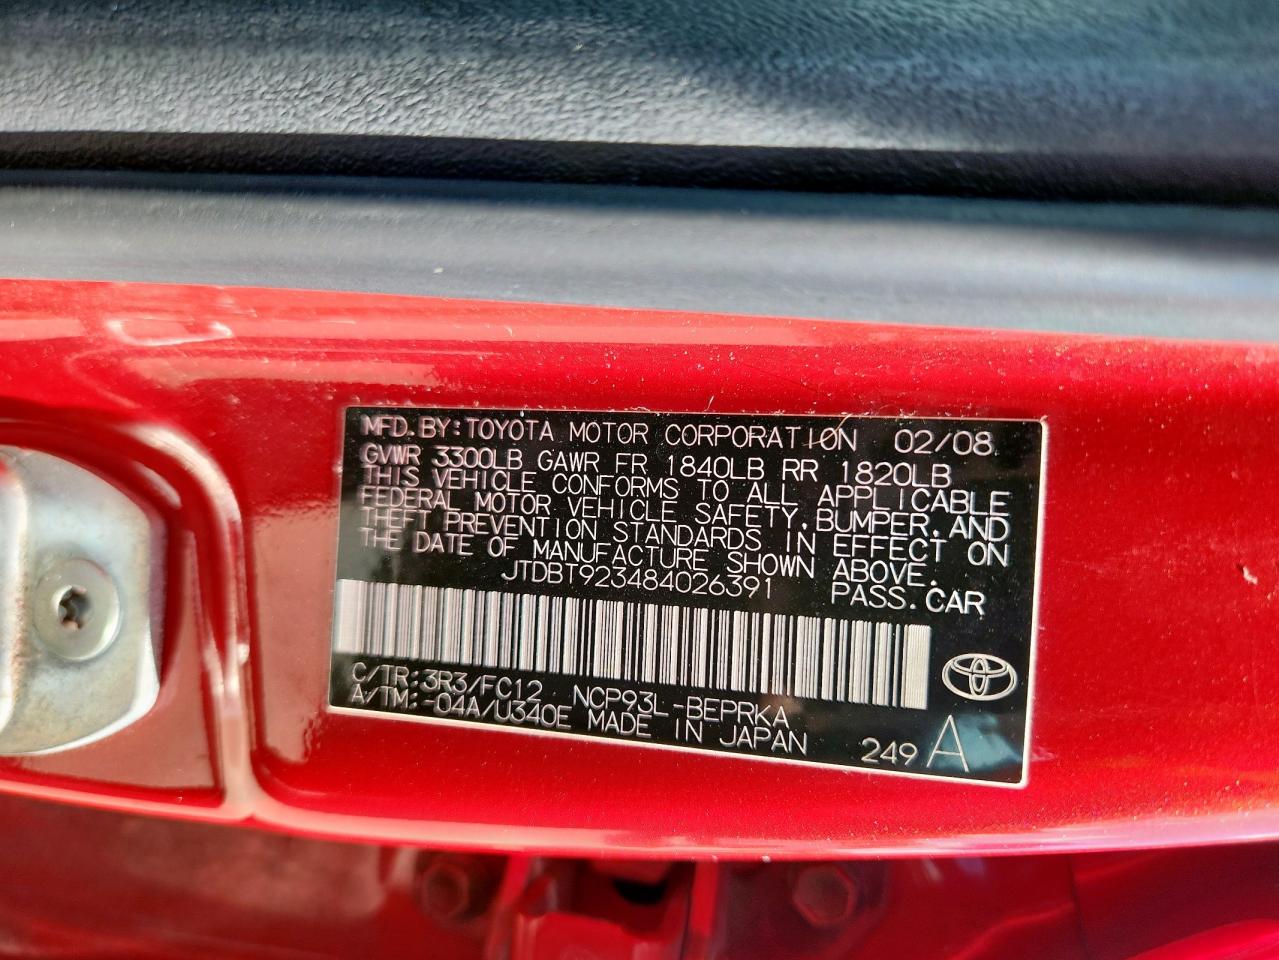 MFD.BY:TOYOTA MOTOR CORPORATION 02/08
GVWR 3300LB GAWR FR 1840LB RR 1820LB
THIS VEHICLE CONFORMS TO ALL APPLICABLE
FEDERAL MOTOR VEHICLE SAFETY,BUMPER,AND
THEFT PREVENTION STANDARDS IN EFFECT ON
THE DATE OF MANUFACTURE SHOWN ABOVE.
JTDBT923484026391 PASS.CAR
C/TR:3R3/FC12 NCP93L-BEPRKA
A/TM:-04A/U340E MADE IN JAPAN
249 A